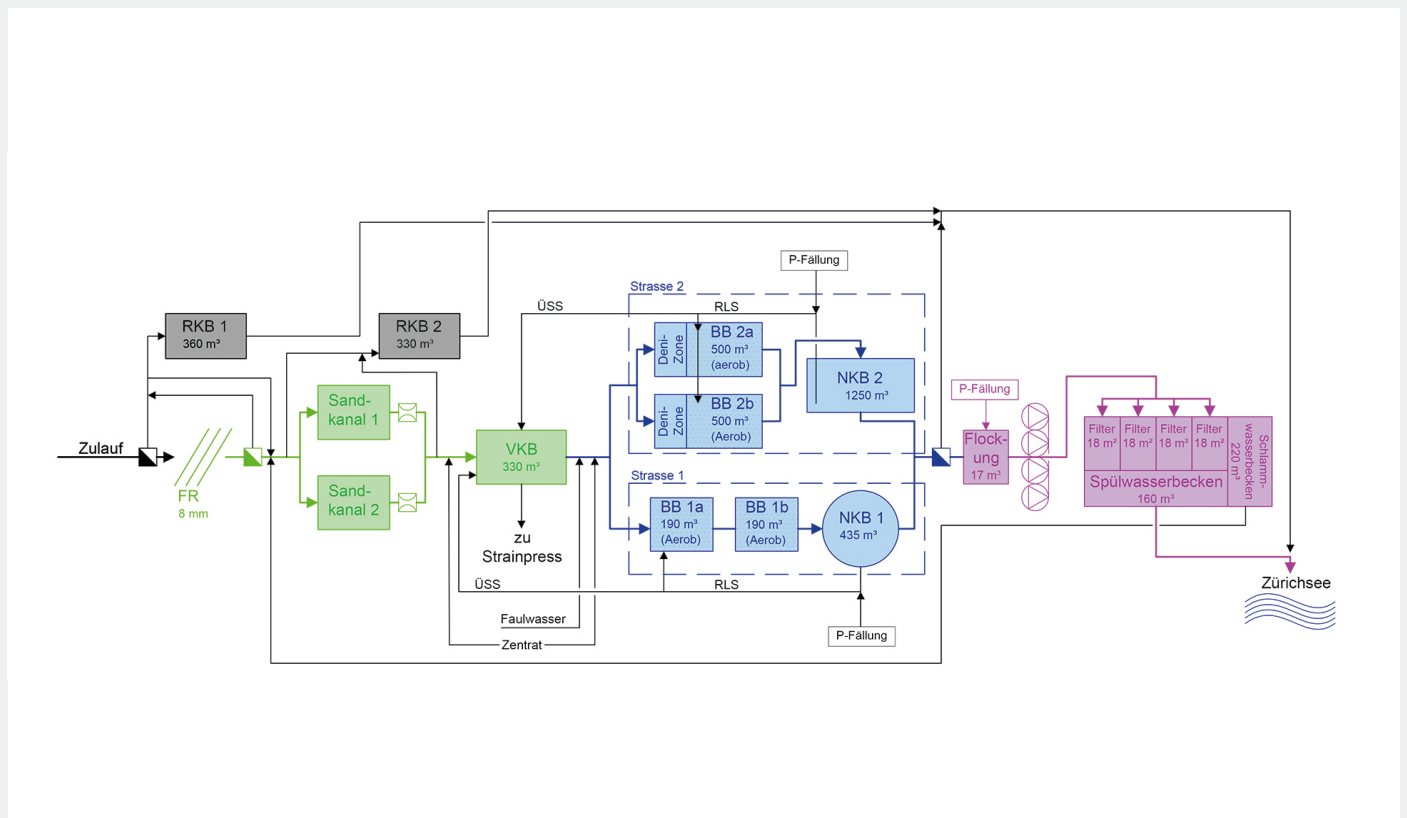 Zulauf
FR
8 mm
RKB 1
360 m³
RKB 2
330 m³
Sand-
kanal 1
Sand-
kanal 2
VKB
330 m³
zu
Strainpress
ÜSS
RLS
P-Fällung
Strasse 2
Deni-
Zone
BB 2a
500 m³
(aerob)
Deni-
Zone
BB 2b
500 m³
(Aerob)
NKB 2
1250 m³
Strasse 1
BB 1a
190 m³
(Aerob)
BB 1b
190 m³
(Aerob)
NKB 1
435 m³
ÜSS
RLS
Faulwasser
Zentrat
P-Fällung
P-Fällung
Flock-
ung
17 m³
Filter
18 m²
Filter
18 m²
Filter
18 m²
Filter
18 m²
Schlamm-
wasserbecken
220 m³
Spülwasserbecken
160 m³
Zürichsee